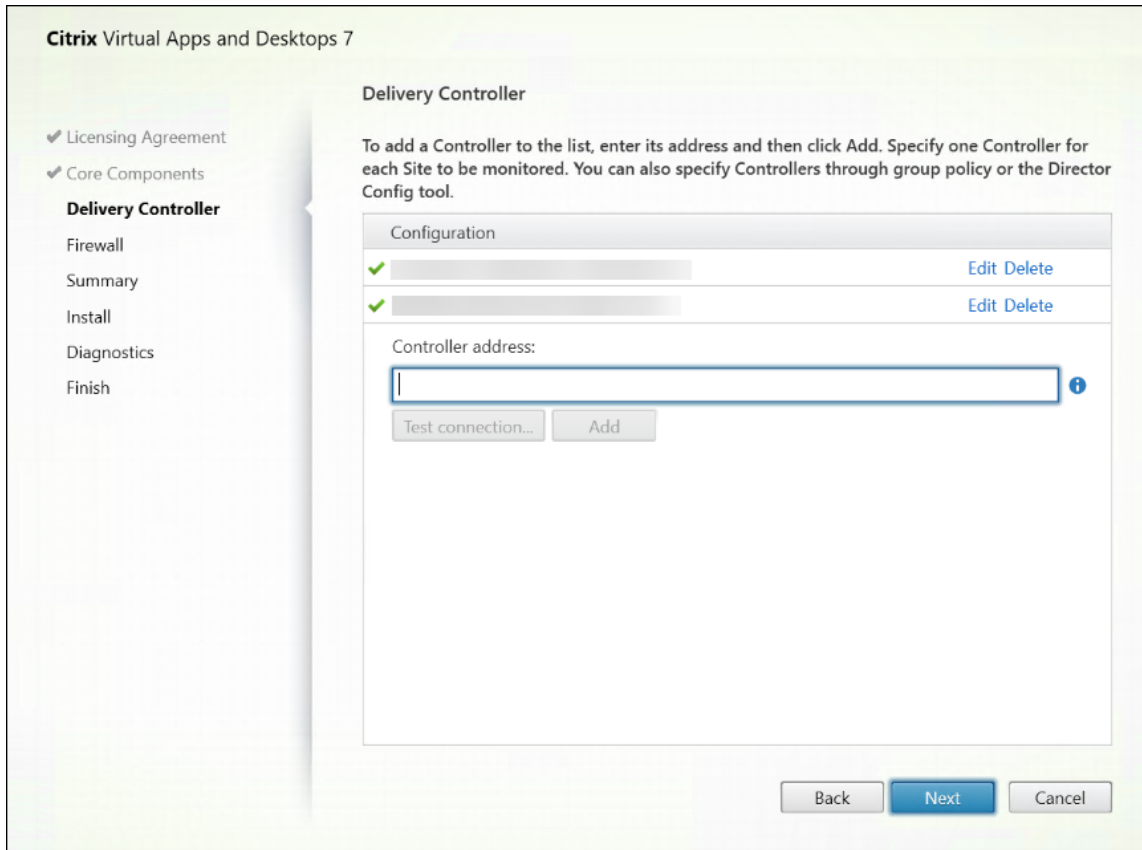 Citrix Virtual Apps and Desktops 7
Delivery Controller
Licensing Agreement
Core Components
Delivery Controller
Firewall
Summary
Install
Diagnostics
Finish
To add a Controller to the list, enter its address and then click Add. Specify one Controller for
each Site to be monitored. You can also specify Controllers through group policy or the Director
Config tool.
Configuration
Edit Delete
Edit Delete
Controller address:
Test connection... Add
Back Next Cancel